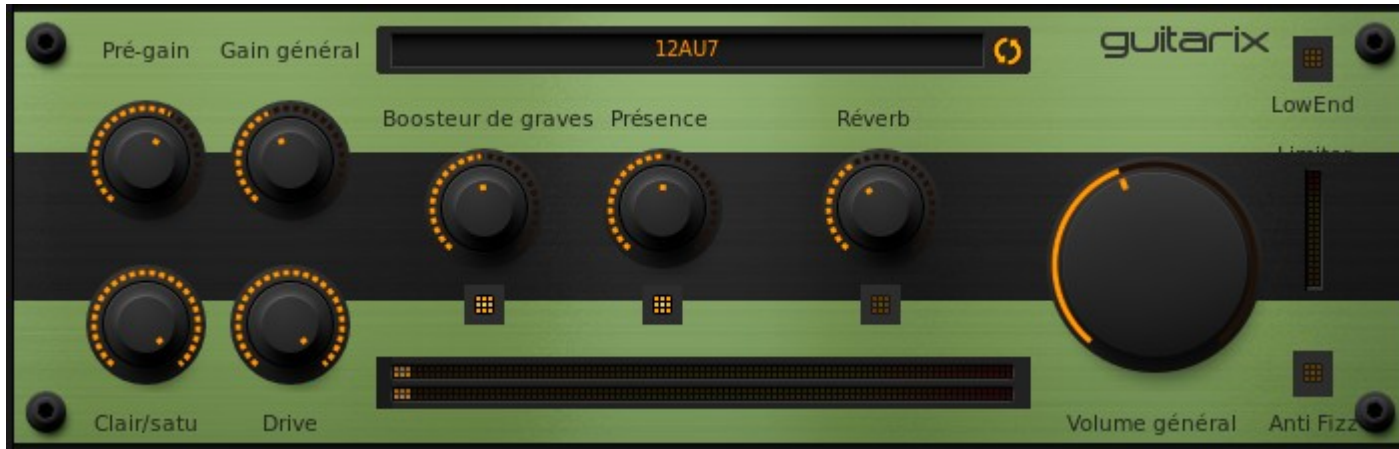 Pré-gain
Gain général
12AU7
guitarix
LowEnd
Boosteur de graves
Présence
Réverb
Limiter
Clair/satu
Drive
Volume général
Anti Fizz